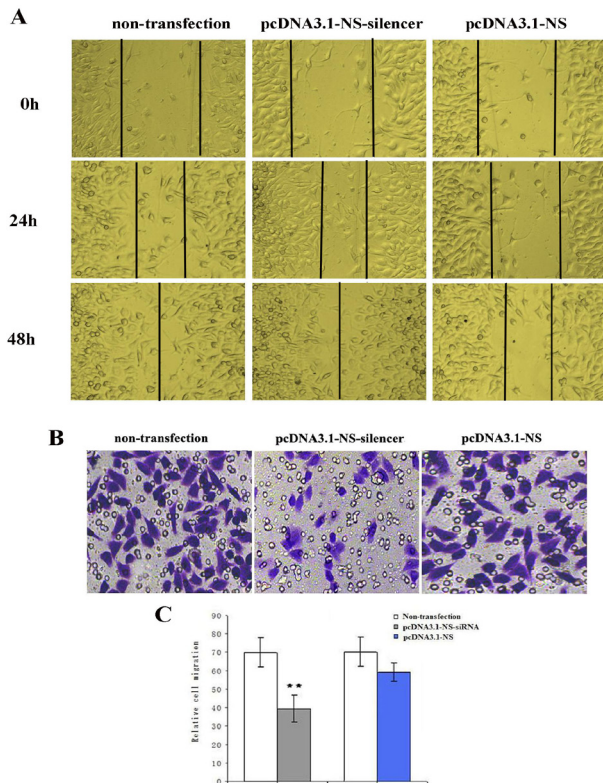 A
non-transfection pcDNA3.1-NS-silencer pcDNA3.1-NS
0h
24h
48h
B
non-transfection pcDNA3.1-NS-silencer pcDNA3.1-NS
C
Non-transfection
pcDNA3.1-NS-siRNA
pcDNA3.1-NS
Relative cell migration
90
80
70
60
50
40
30
20
10
0
**